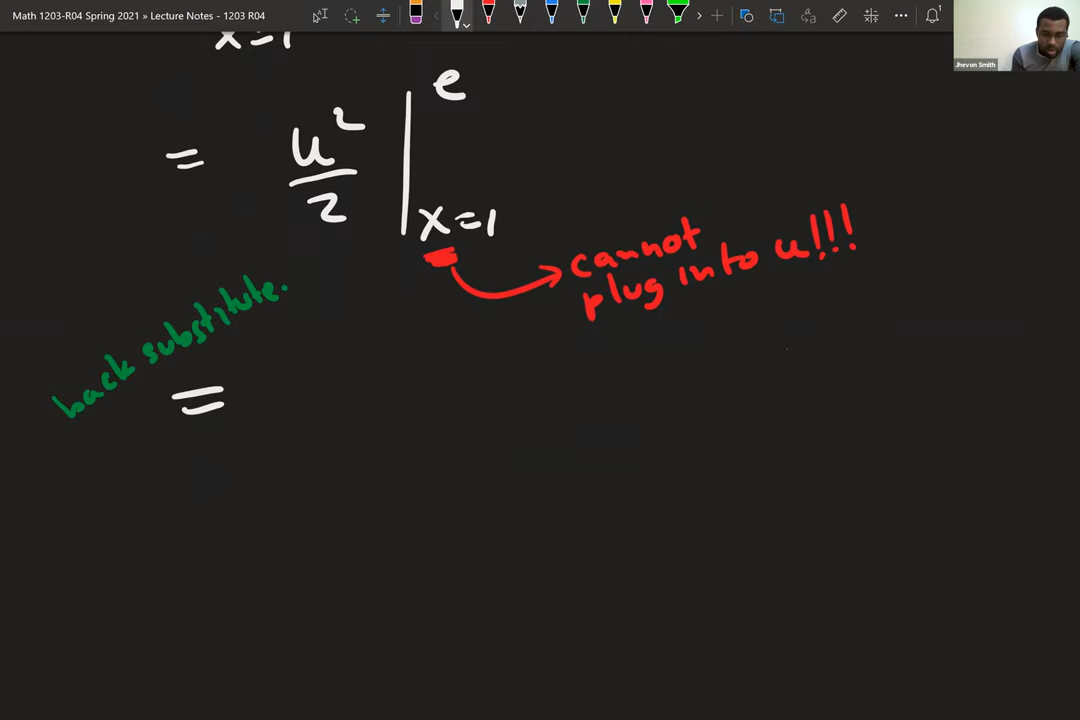 Math 1203-R04 Spring 2021 » Lecture Notes - 1203 R04
1
Jhevon Smith
x=1
e
= u²/2 |
x=1
cannot
plug into u!!!
back substitute.
=